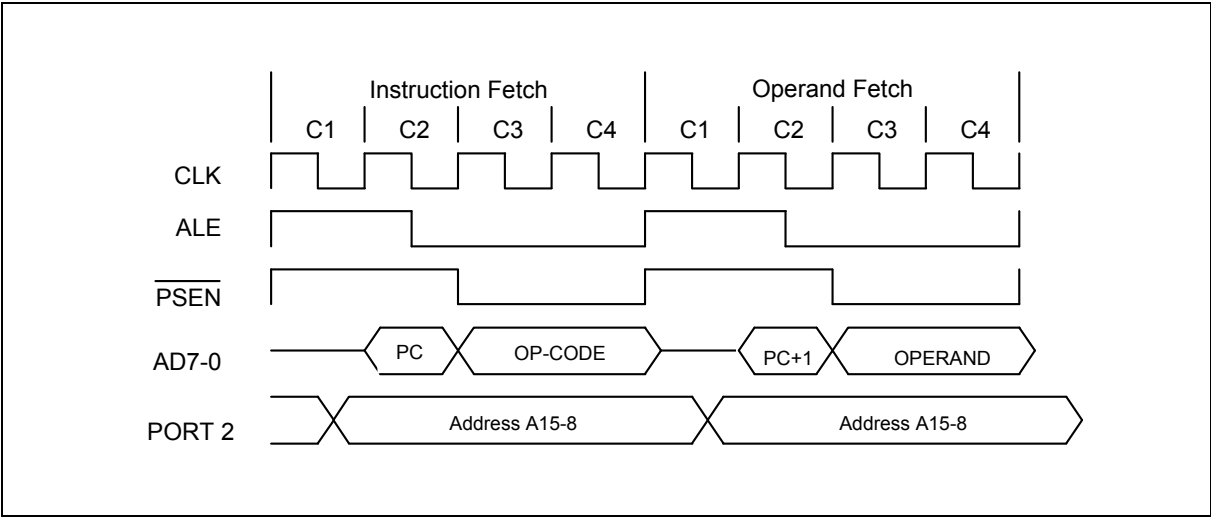 Instruction Fetch Operand Fetch
C1 C2 C3 C4 C1 C2 C3 C4
CLK
ALE
PSEN
AD7-0 PC OP-CODE PC+1 OPERAND
PORT 2 Address A15-8 Address A15-8